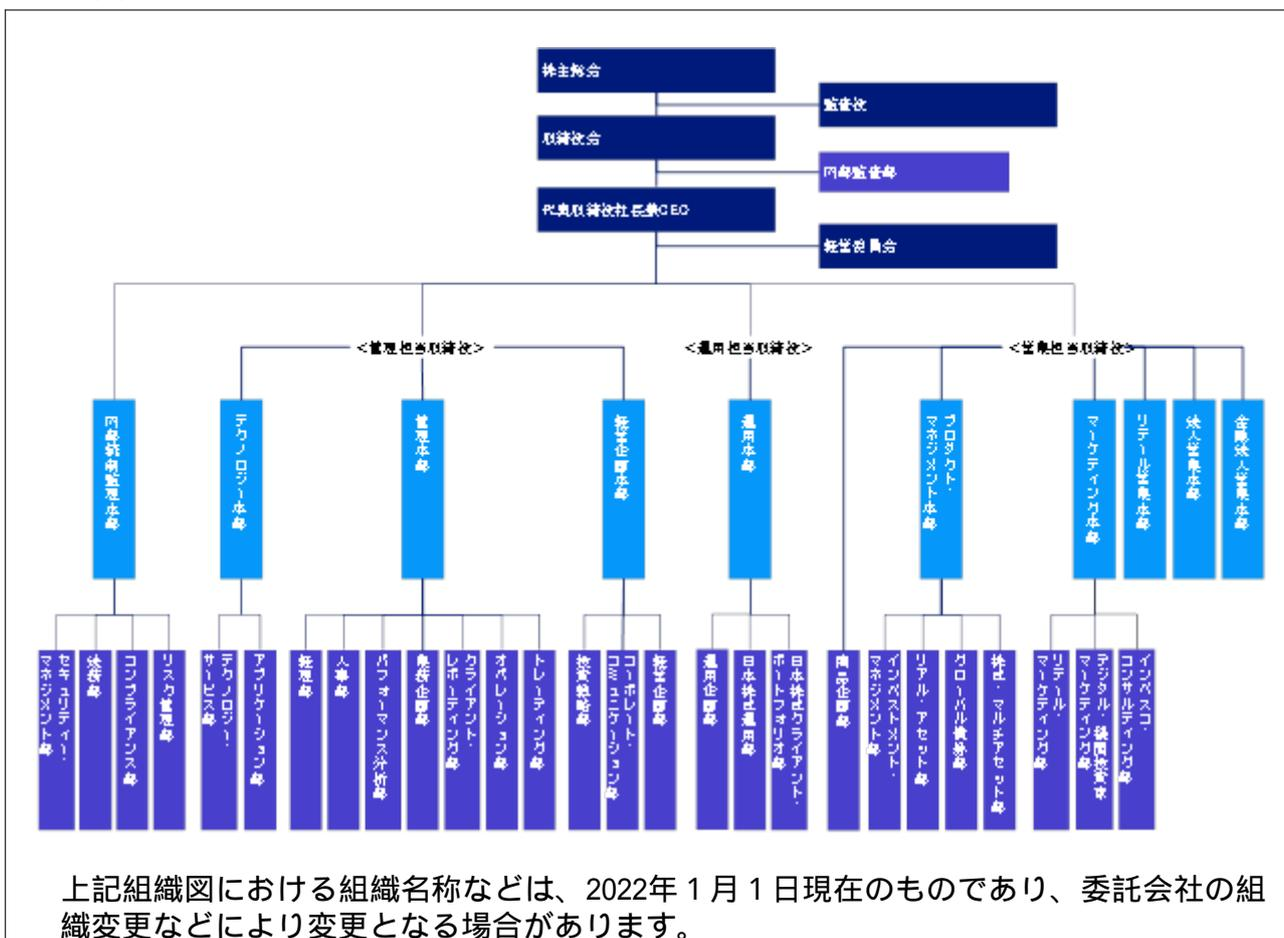 株主総会
監査役
取締役会
内部監査部
代表取締役社長兼CEO
経営委員会
<管理担当取締役>
<運用担当取締役>
<営業担当取締役>
内部統制監理本部
テクノロジー本部
管理本部
経営企画本部
運用本部
プロダクト・
マネジメント本部
マーケティング本部
リテール営業本部
法人営業本部
金融法人営業本部
セキュリティー・
マネジメント部
法務部
コンプライアンス部
リスク管理部
テクノロジー・
サービス部
アプリケーション部
経理部
人事部
パフォーマンス分析部
業務企画部
クライアント・
レポーティング部
オペレーション部
トレーディング部
投資戦略部
コーポレート・
コミュニケーション部
経営企画部
運用企画部
日本株式運用部
日本株式クライアント・
ポートフォリオ部
商品企画部
インベストメント・
マネジメント部
リアル・アセット部
グローバル債券部
株式・マルチアセット部
リテール・
マーケティング部
デジタル・機関投資家
マーケティング部
インベスコ・
コンサルティング部
上記組織図における組織名称などは、2022年1月1日現在のものであり、委託会社の組
織変更などにより変更となる場合があります。